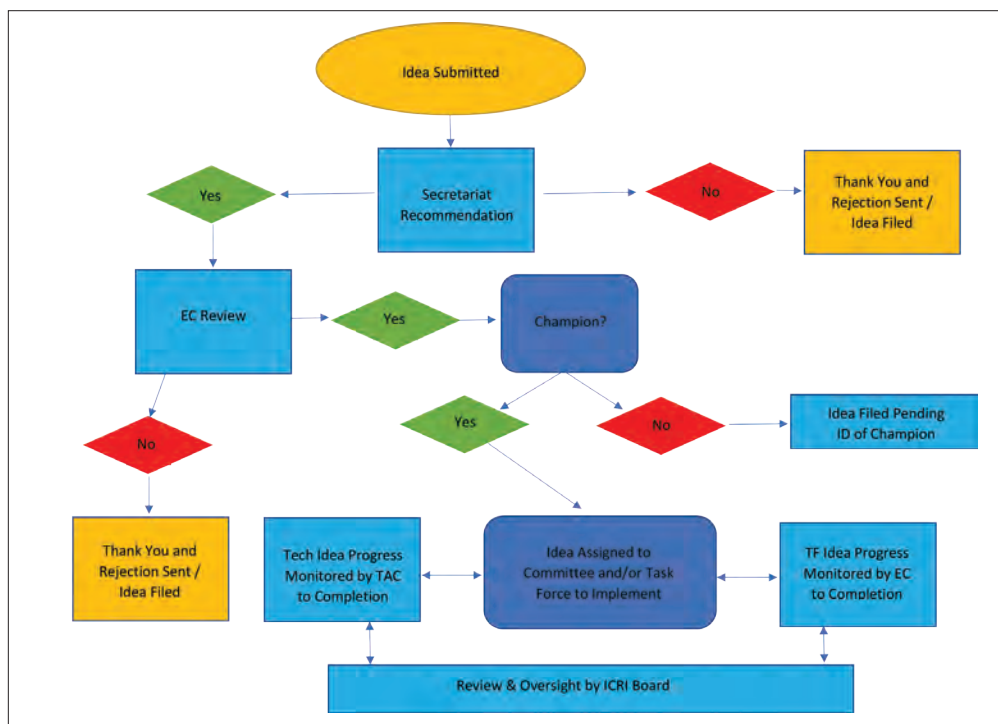 Idea Submitted
Yes
Secretariat
Recommendation
No
Thank You and
Rejection Sent /
Idea Filed
EC Review
Yes
Champion?
No
Yes
No
Idea Filed Pending
ID of Champion
Thank You and
Rejection Sent /
Idea Filed
Tech Idea Progress
Monitored by TAC
to Completion
Idea Assigned to
Committee and/or Task
Force to Implement
TF Idea Progress
Monitored by EC
to Completion
Review & Oversight by ICRI Board